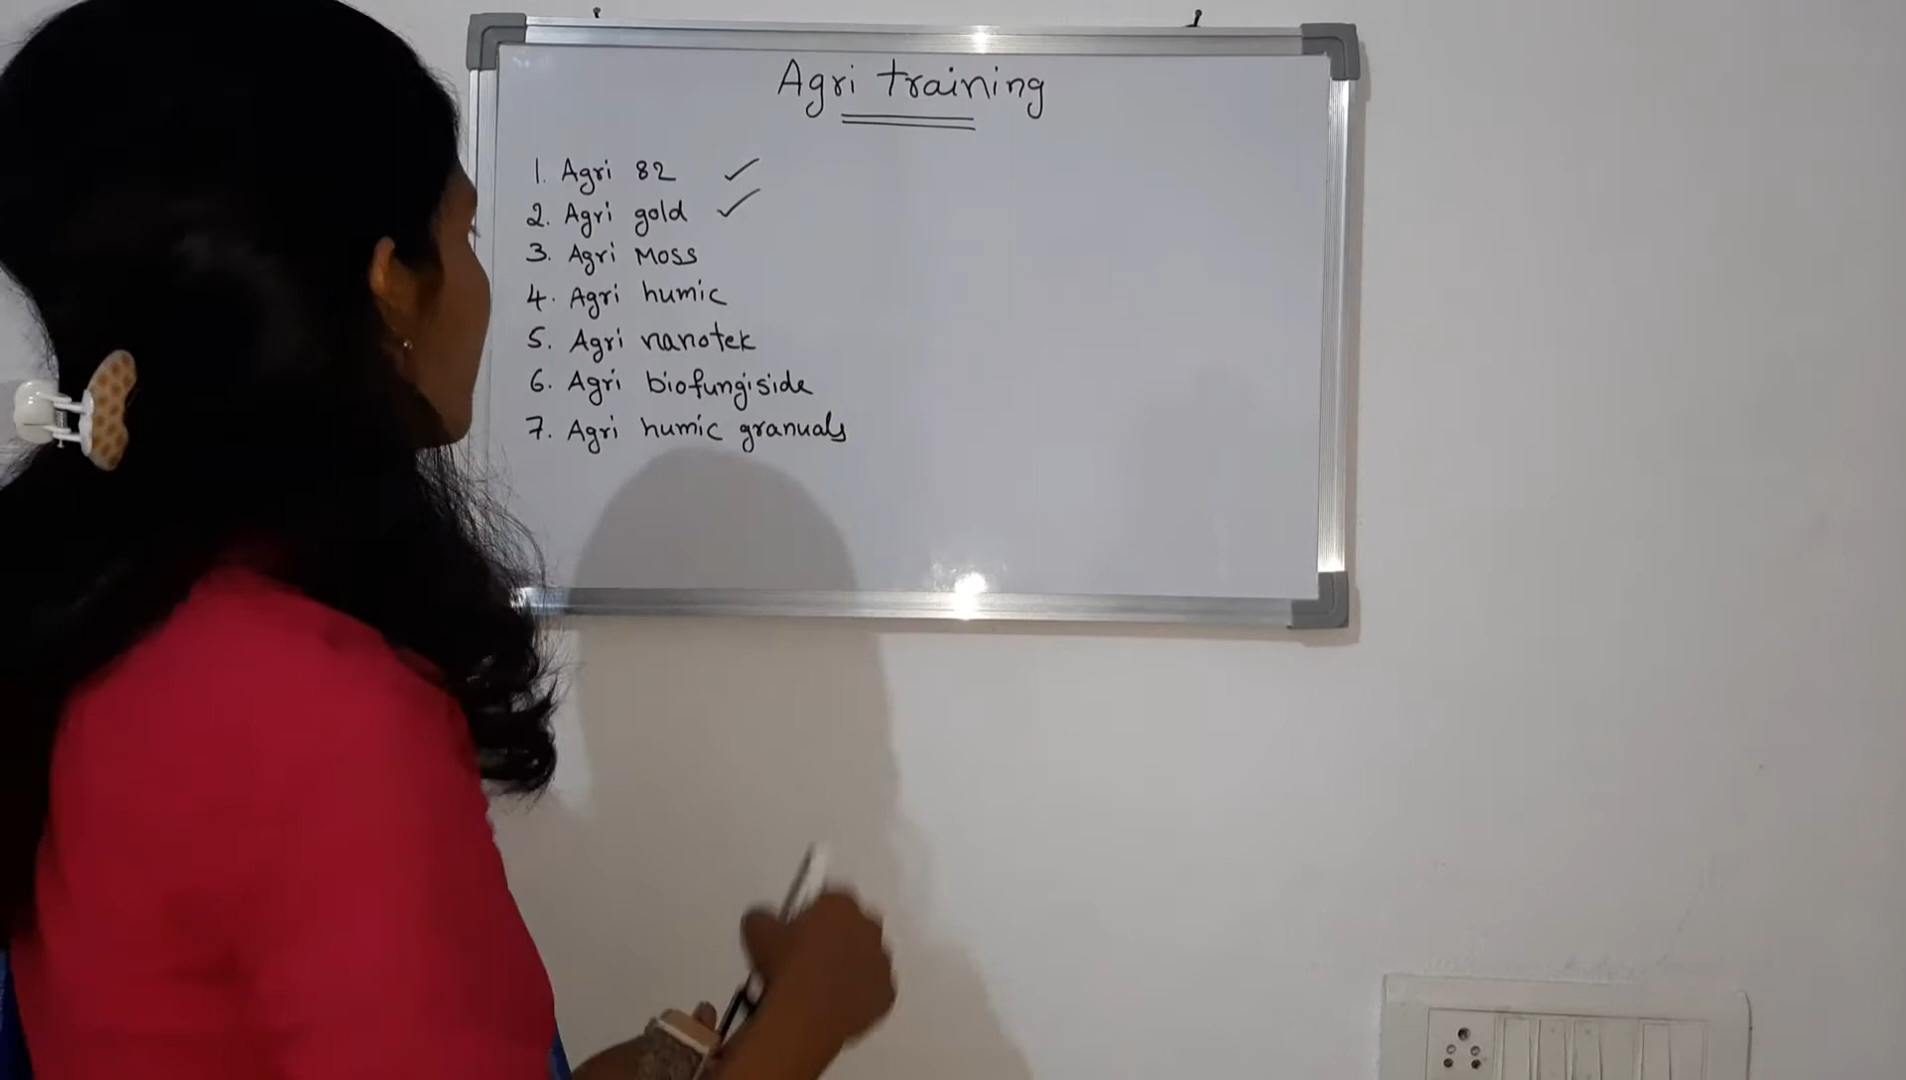 Agri training
1. Agri 82 ✓
2. Agri gold ✓
3. Agri Moss
4. Agri humic
5. Agri nanotek
6. Agri biofungiside
7. Agri humic granuals